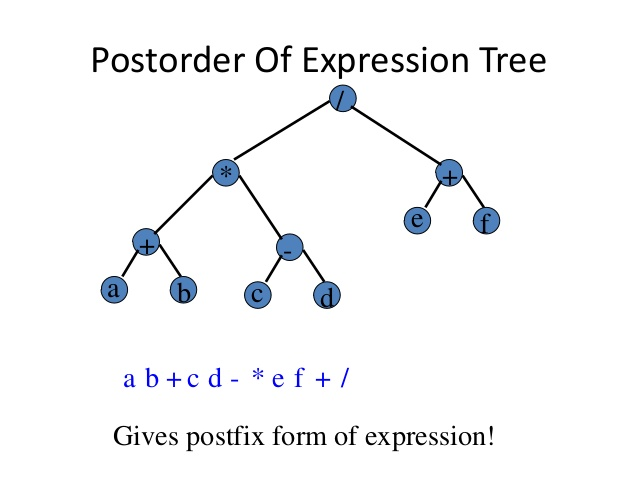 Postorder Of Expression Tree
/
* +
e f
+ -
a b c d
a b + c d - * e f + /
Gives postfix form of expression!